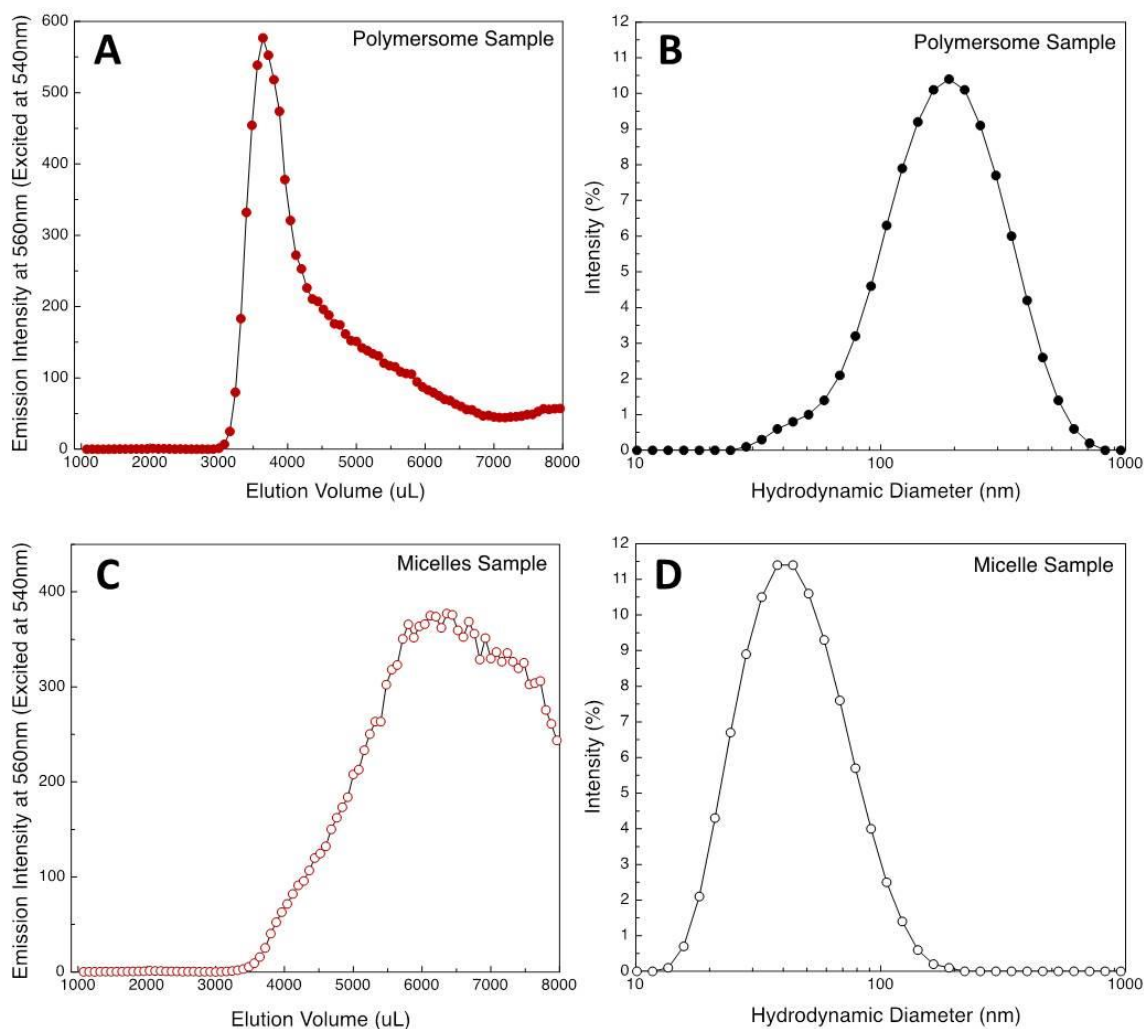 A
Polymersome Sample
Emission Intensity at 560nm (Excited at 540nm)
600
500
400
300
200
100
0
1000 2000 3000 4000 5000 6000 7000 8000
Elution Volume (uL)
B
Polymersome Sample
Intensity (%)
12
11
10
9
8
7
6
5
4
3
2
1
0
10 100 1000
Hydrodynamic Diameter (nm)
C
Micelles Sample
Emission Intensity at 560nm (Excited at 540nm)
400
300
200
100
0
1000 2000 3000 4000 5000 6000 7000 8000
Elution Volume (uL)
D
Micelle Sample
Intensity (%)
12
11
10
9
8
7
6
5
4
3
2
1
0
10 100 1000
Hydrodynamic Diameter (nm)